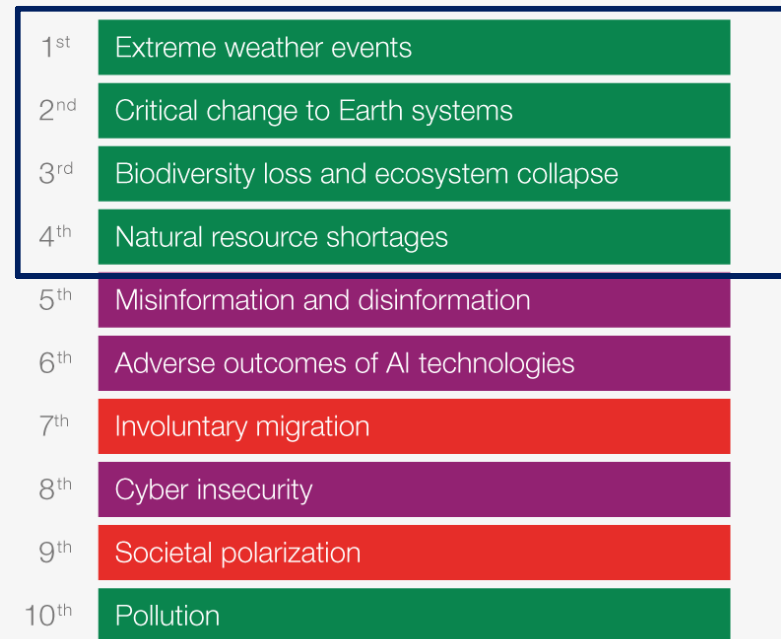 1st Extreme weather events
2nd Critical change to Earth systems
3rd Biodiversity loss and ecosystem collapse
4th Natural resource shortages
5th Misinformation and disinformation
6th Adverse outcomes of AI technologies
7th Involuntary migration
8th Cyber insecurity
9th Societal polarization
10th Pollution